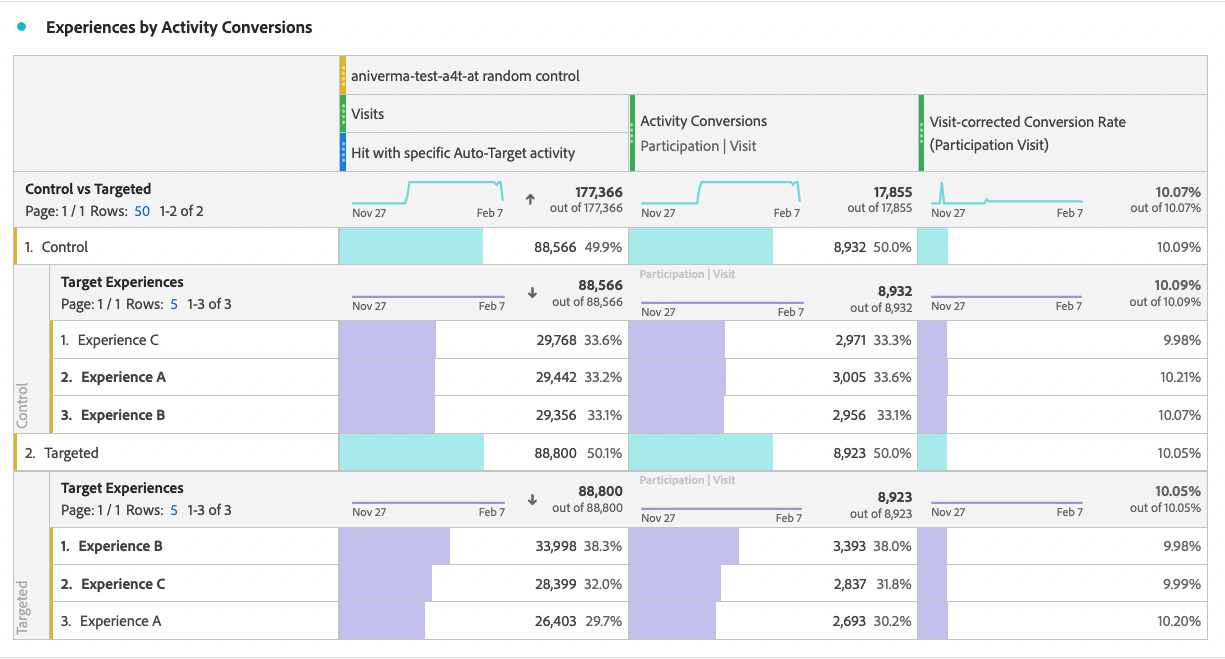 Experiences by Activity Conversions
aniverma-test-a4t-at random control
Visits
Hit with specific Auto-Target activity
Activity Conversions
Participation | Visit
Visit-corrected Conversion Rate
(Participation Visit)
Control vs Targeted
Page: 1 / 1 Rows: 50 1-2 of 2
Nov 27 Feb 7
177,366
out of 177,366
Nov 27 Feb 7
17,855
out of 17,855
Nov 27 Feb 7
10.07%
out of 10.07%
1. Control 88,566 49.9% 8,932 50.0% 10.09%
Control
Target Experiences
Page: 1 / 1 Rows: 5 1-3 of 3
Nov 27 Feb 7
88,566
out of 88,566
Participation | Visit
Nov 27 Feb 7
8,932
out of 8,932
Nov 27 Feb 7
10.09%
out of 10.09%
1. Experience C 29,768 33.6% 2,971 33.3% 9.98%
2. Experience A 29,442 33.2% 3,005 33.6% 10.21%
3. Experience B 29,356 33.1% 2,956 33.1% 10.07%
2. Targeted 88,800 50.1% 8,923 50.0% 10.05%
Targeted
Target Experiences
Page: 1 / 1 Rows: 5 1-3 of 3
Nov 27 Feb 7
88,800
out of 88,800
Participation | Visit
Nov 27 Feb 7
8,923
out of 8,923
Nov 27 Feb 7
10.05%
out of 10.05%
1. Experience B 33,998 38.3% 3,393 38.0% 9.98%
2. Experience C 28,399 32.0% 2,837 31.8% 9.99%
3. Experience A 26,403 29.7% 2,693 30.2% 10.20%